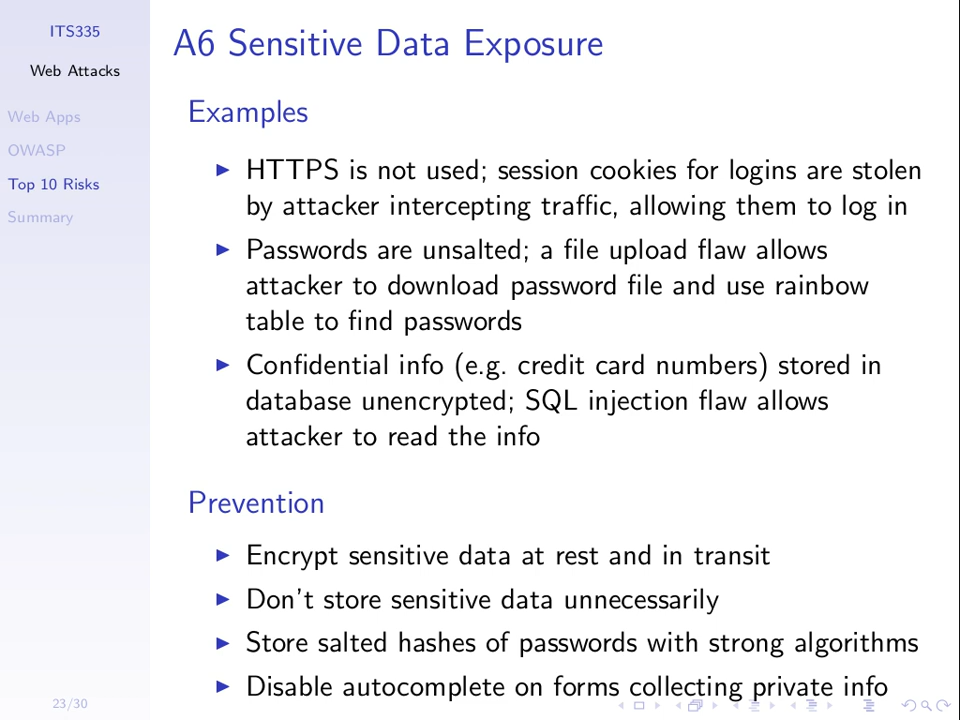 ITS335
Web Attacks
Web Apps
OWASP
Top 10 Risks
Summary
23/30
A6 Sensitive Data Exposure
Examples
HTTPS is not used; session cookies for logins are stolen
by attacker intercepting traffic, allowing them to log in
Passwords are unsalted; a file upload flaw allows
attacker to download password file and use rainbow
table to find passwords
Confidential info (e.g. credit card numbers) stored in
database unencrypted; SQL injection flaw allows
attacker to read the info
Prevention
Encrypt sensitive data at rest and in transit
Don't store sensitive data unnecessarily
Store salted hashes of passwords with strong algorithms
Disable autocomplete on forms collecting private info